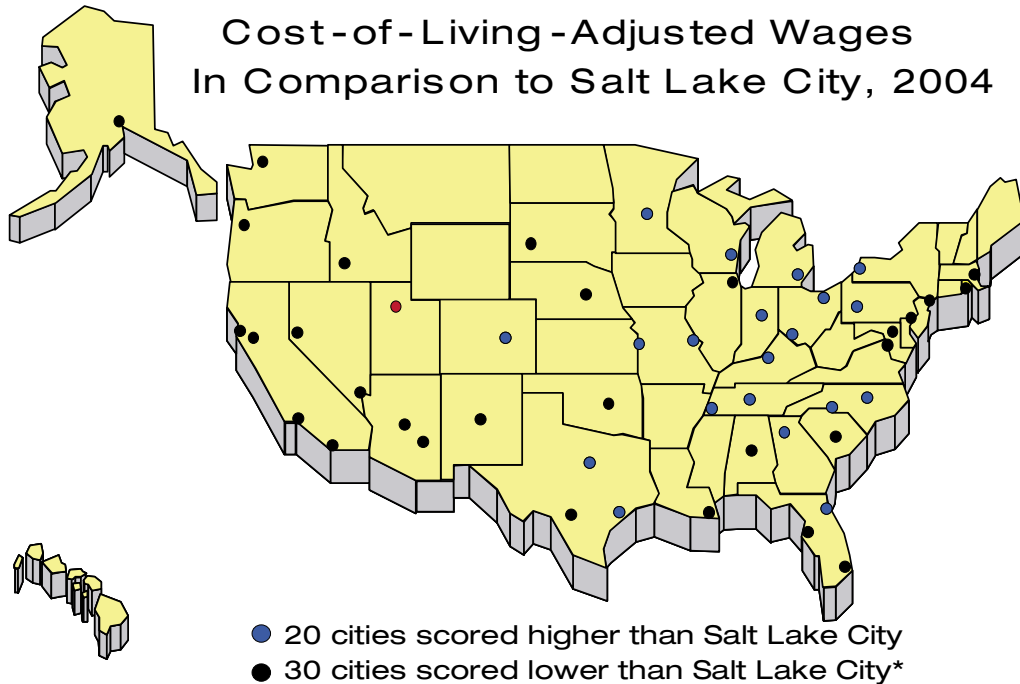 Cost-of-Living-Adjusted Wages
In Comparison to Salt Lake City, 2004
20 cities scored higher than Salt Lake City
30 cities scored lower than Salt Lake City*